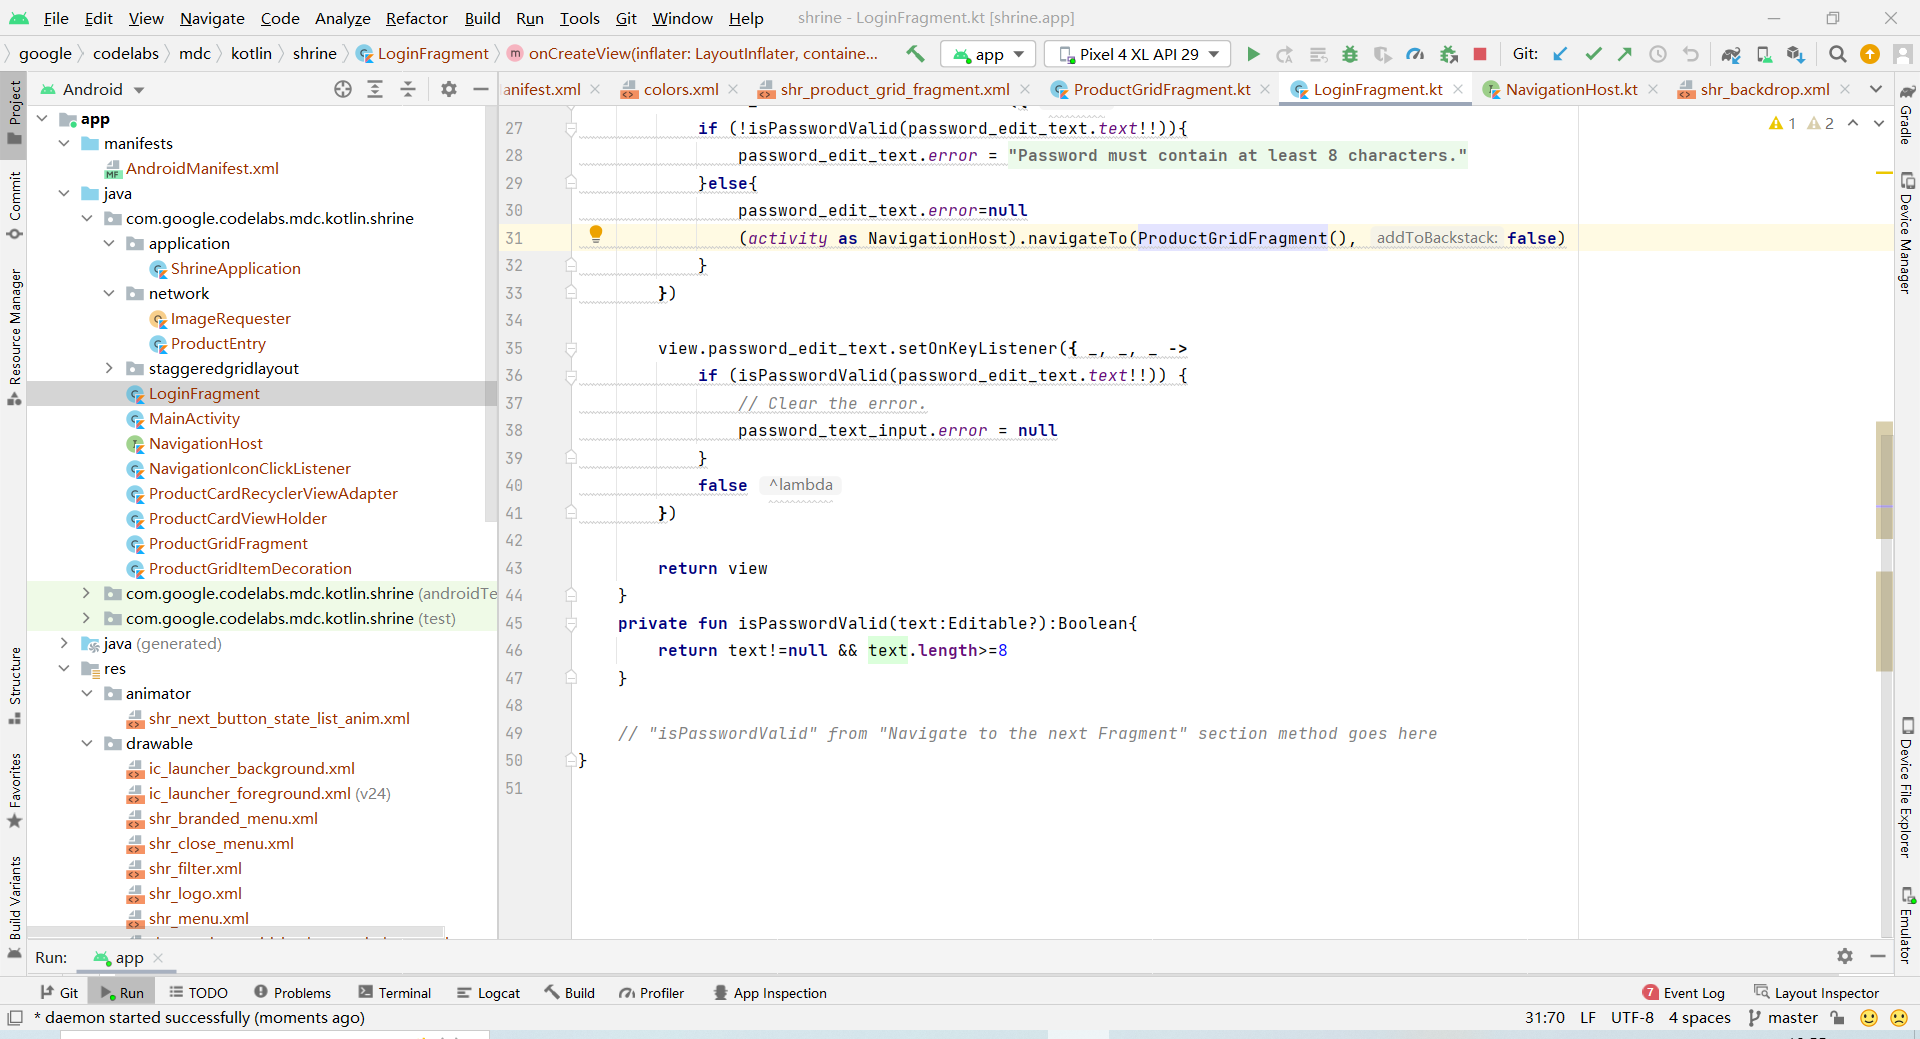 File Edit View Navigate Code Analyze Refactor Build Run Tools Git Window Help shrine - LoginFragment.kt [shrine.app]
google codelabs mdc kotlin shrine LoginFragment m onCreateView(inflater: LayoutInflater, containe... app Pixel 4 XL API 29 Git:
Android
anifest.xml colors.xml shr_product_grid_fragment.xml ProductGridFragment.kt LoginFragment.kt NavigationHost.kt shr_backdrop.xml
Project
Commit
Resource Manager
Structure
Favorites
Build Variants
app
manifests
AndroidManifest.xml
java
com.google.codelabs.mdc.kotlin.shrine
application
ShrineApplication
network
ImageRequester
ProductEntry
staggeredgridlayout
LoginFragment
MainActivity
NavigationHost
NavigationIconClickListener
ProductCardRecyclerViewAdapter
ProductCardViewHolder
ProductGridFragment
ProductGridItemDecoration
com.google.codelabs.mdc.kotlin.shrine (androidTe
com.google.codelabs.mdc.kotlin.shrine (test)
java (generated)
res
animator
shr_next_button_state_list_anim.xml
drawable
ic_launcher_background.xml
ic_launcher_foreground.xml (v24)
shr_branded_menu.xml
shr_close_menu.xml
shr_filter.xml
shr_logo.xml
shr_menu.xml
1 2
27 if (!isPasswordValid(password_edit_text.text!!)){
28 password_edit_text.error = "Password must contain at least 8 characters."
29 }else{
30 password_edit_text.error=null
31 (activity as NavigationHost).navigateTo(ProductGridFragment(), addToBackstack: false)
32 }
33 })
34
35 view.password_edit_text.setOnKeyListener({ _, _, _ ->
36 if (isPasswordValid(password_edit_text.text!!)) {
37 // Clear the error.
38 password_text_input.error = null
39 }
40 false ^lambda
41 })
42
43 return view
44 }
45 private fun isPasswordValid(text:Editable?):Boolean{
46 return text!=null && text.length>=8
47 }
48
49 // "isPasswordValid" from "Navigate to the next Fragment" section method goes here
50 }
51
Gradle
Device Manager
Device File Explorer
Emulator
Run: app
Git Run TODO Problems Terminal Logcat Build Profiler App Inspection 7 Event Log Layout Inspector
* daemon started successfully (moments ago) 31:70 LF UTF-8 4 spaces master